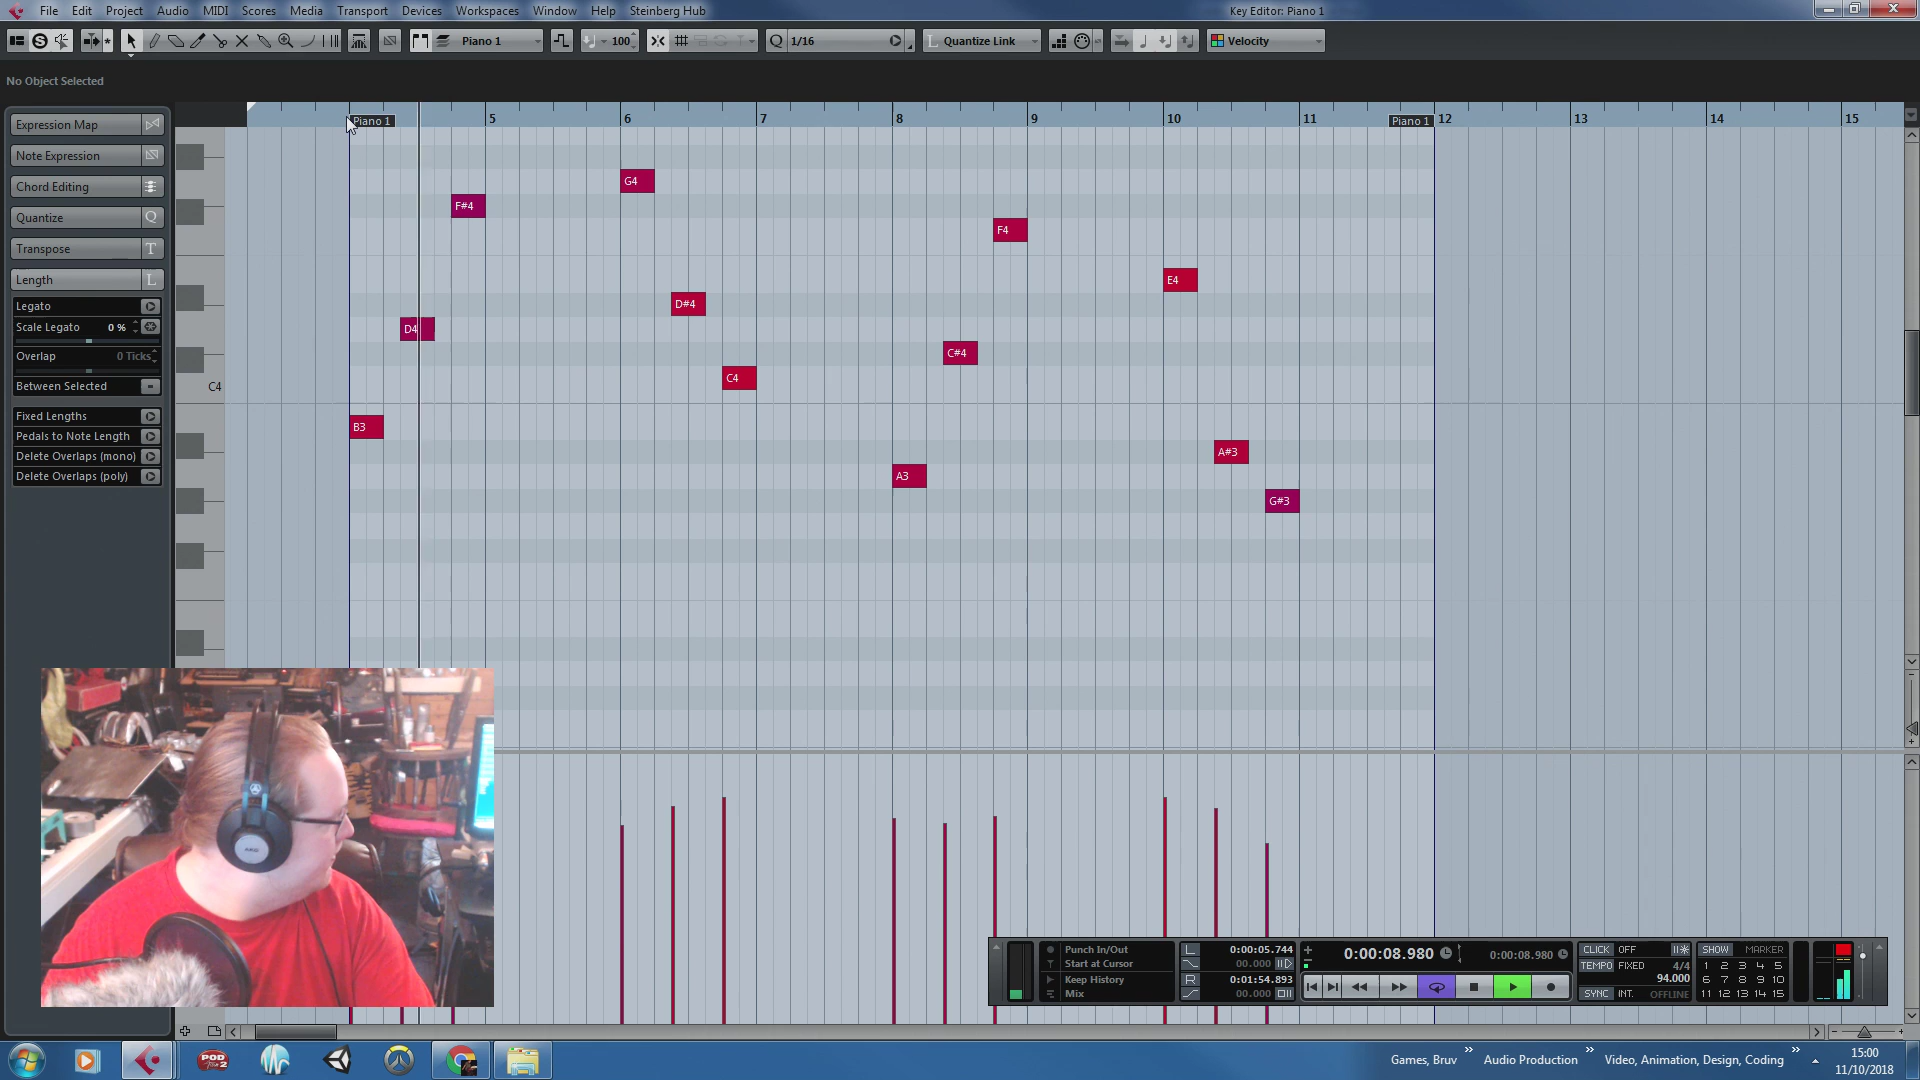 File Edit Project Audio MIDI Scores Media Transport Devices Workspaces Window Help Steinberg Hub Key Editor: Piano 1
Piano 1 100 Q 1/16 L Quantize Link Velocity
No Object Selected
Expression Map
Note Expression
Chord Editing
Quantize Q
Transpose T
Length L
Legato
Scale Legato 0 %
Overlap 0 Ticks
Between Selected
Fixed Lengths
Pedals to Note Length
Delete Overlaps (mono)
Delete Overlaps (poly)
Piano 1 5 6 7 8 9 10 11 Piano 1 12 13 14 15
G4
F#4
F4
E4
D#4
D4
C#4
C4
C4
B3
A#3
A3
G#3
AKG
Punch In/Out
Start at Cursor
Keep History
Mix
L 0:00:05.744
00.000
R 0:01:54.893
00.000
0:00:08.980 0:00:08.980
CLICK OFF
TEMPO FIXED 4/4
94.000
SYNC INT. OFFLINE
SHOW MARKER
1 2 3 4 5
6 7 8 9 10
11 12 13 14 15
POD
Games, Bruv Audio Production Video, Animation, Design, Coding
15:00
11/10/2018